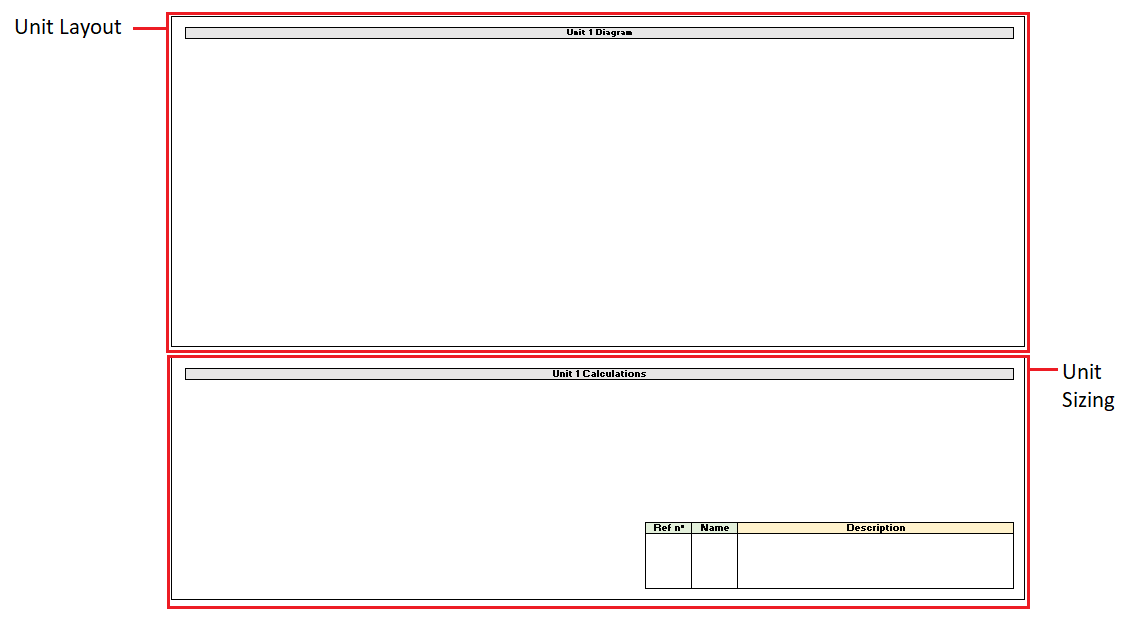 Unit Layout
Unit 1 Diagram
Unit 1 Calculations
Unit
Sizing
Ref nº Name Description